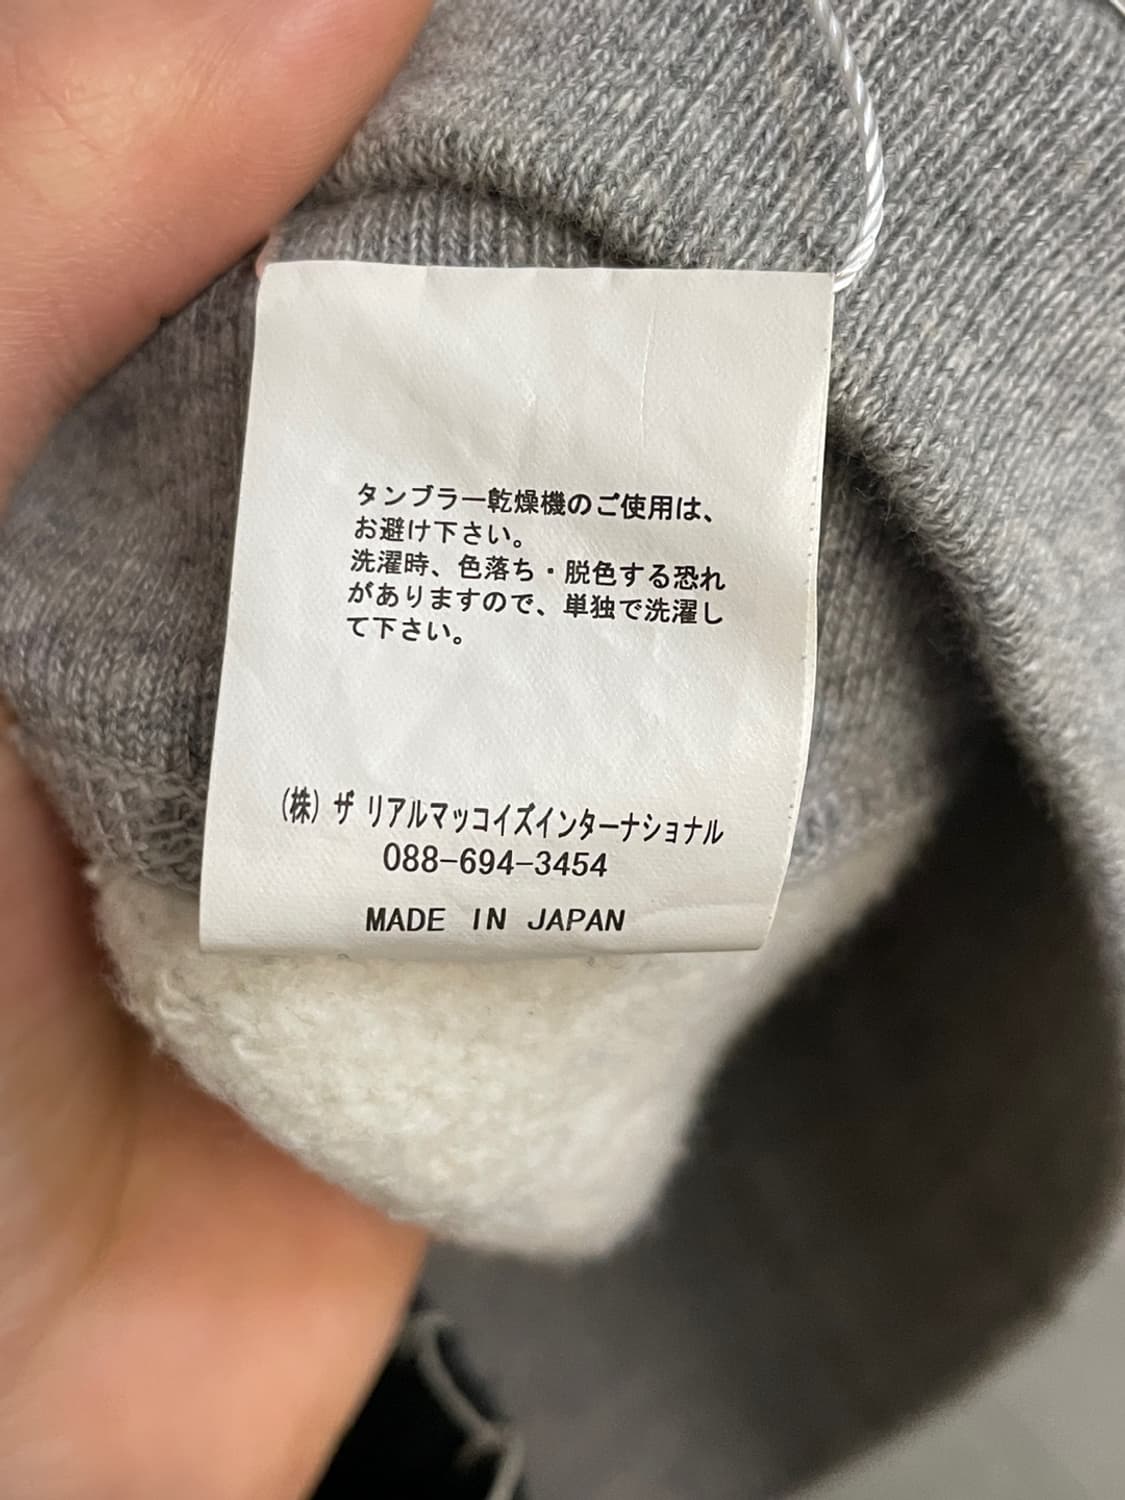 タンブラー乾燥機のご使用は、
お避け下さい。
洗濯時、色落ち・脱色する恐れ
がありますので、単独で洗濯し
て下さい。
(株) ザ リアルマッコイズインターナショナル
088-694-3454
MADE IN JAPAN